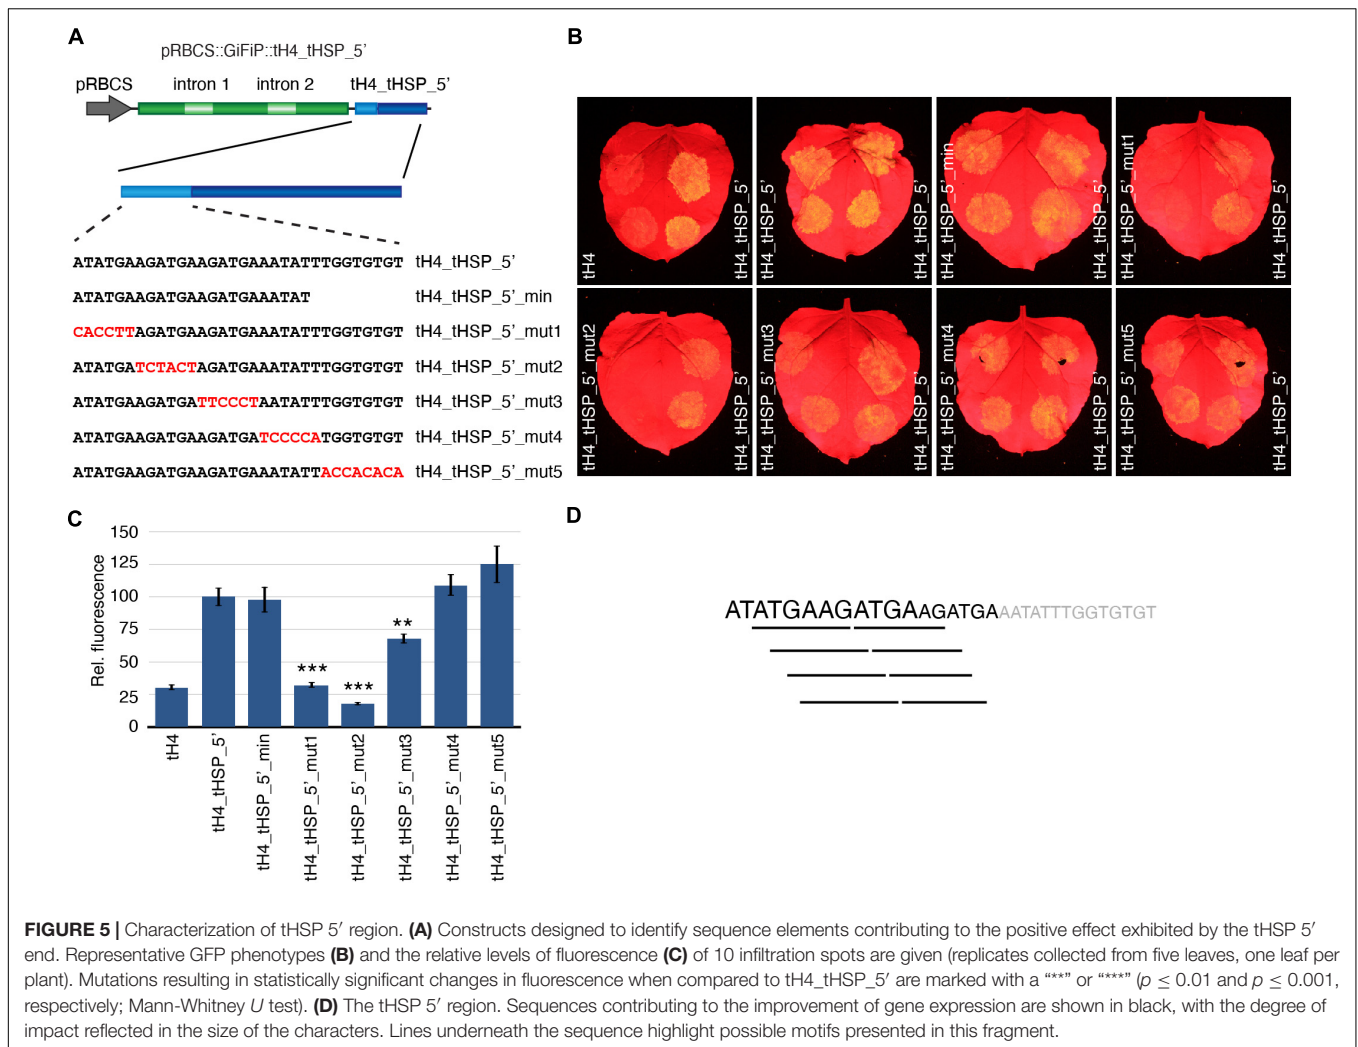 A
pRBCS::GiFiP::tH4_tHSP_5’
pRBCS intron 1 intron 2 tH4_tHSP_5’
ATATGAAGATGAAGATGAAATATTTGGTGTGT tH4_tHSP_5’
ATATGAAGATGAAGATGAAATAT tH4_tHSP_5’_min
CACCTTAGATGAAGATGAAATATTTGGTGTGT tH4_tHSP_5’_mut1
ATATGATCTACTAGATGAAATATTTGGTGTGT tH4_tHSP_5’_mut2
ATATGAAGATGATTCCCTAATATTTGGTGTGT tH4_tHSP_5’_mut3
ATATGAAGATGAAGATGATCCCCATGGTGTGT tH4_tHSP_5’_mut4
ATATGAAGATGAAGATGAAATATTACCACACA tH4_tHSP_5’_mut5
B
tH4
tH4_tHSP_5’
tH4_tHSP_5’
tH4_tHSP_5’
tH4_tHSP_5’_min
tH4_tHSP_5’
tH4_tHSP_5’_mut1
tH4_tHSP_5’
tH4_tHSP_5’_mut2
tH4_tHSP_5’
tH4_tHSP_5’_mut3
tH4_tHSP_5’
tH4_tHSP_5’_mut4
tH4_tHSP_5’
tH4_tHSP_5’_mut5
tH4_tHSP_5’
C
Rel. fluorescence
150
125
100
75
50
25
0
***
***
**
tH4
tH4_tHSP_5’
tH4_tHSP_5’_min
tH4_tHSP_5’_mut1
tH4_tHSP_5’_mut2
tH4_tHSP_5’_mut3
tH4_tHSP_5’_mut4
tH4_tHSP_5’_mut5
D
ATATGAAGATGAAGATGAAATATTTGGTGTGT
FIGURE 5 | Characterization of tHSP 5′ region. (A) Constructs designed to identify sequence elements contributing to the positive effect exhibited by the tHSP 5′
end. Representative GFP phenotypes (B) and the relative levels of fluorescence (C) of 10 infiltration spots are given (replicates collected from five leaves, one leaf per
plant). Mutations resulting in statistically significant changes in fluorescence when compared to tH4_tHSP_5′ are marked with a “**” or “***” (p ≤ 0.01 and p ≤ 0.001,
respectively; Mann-Whitney U test). (D) The tHSP 5′ region. Sequences contributing to the improvement of gene expression are shown in black, with the degree of
impact reflected in the size of the characters. Lines underneath the sequence highlight possible motifs presented in this fragment.